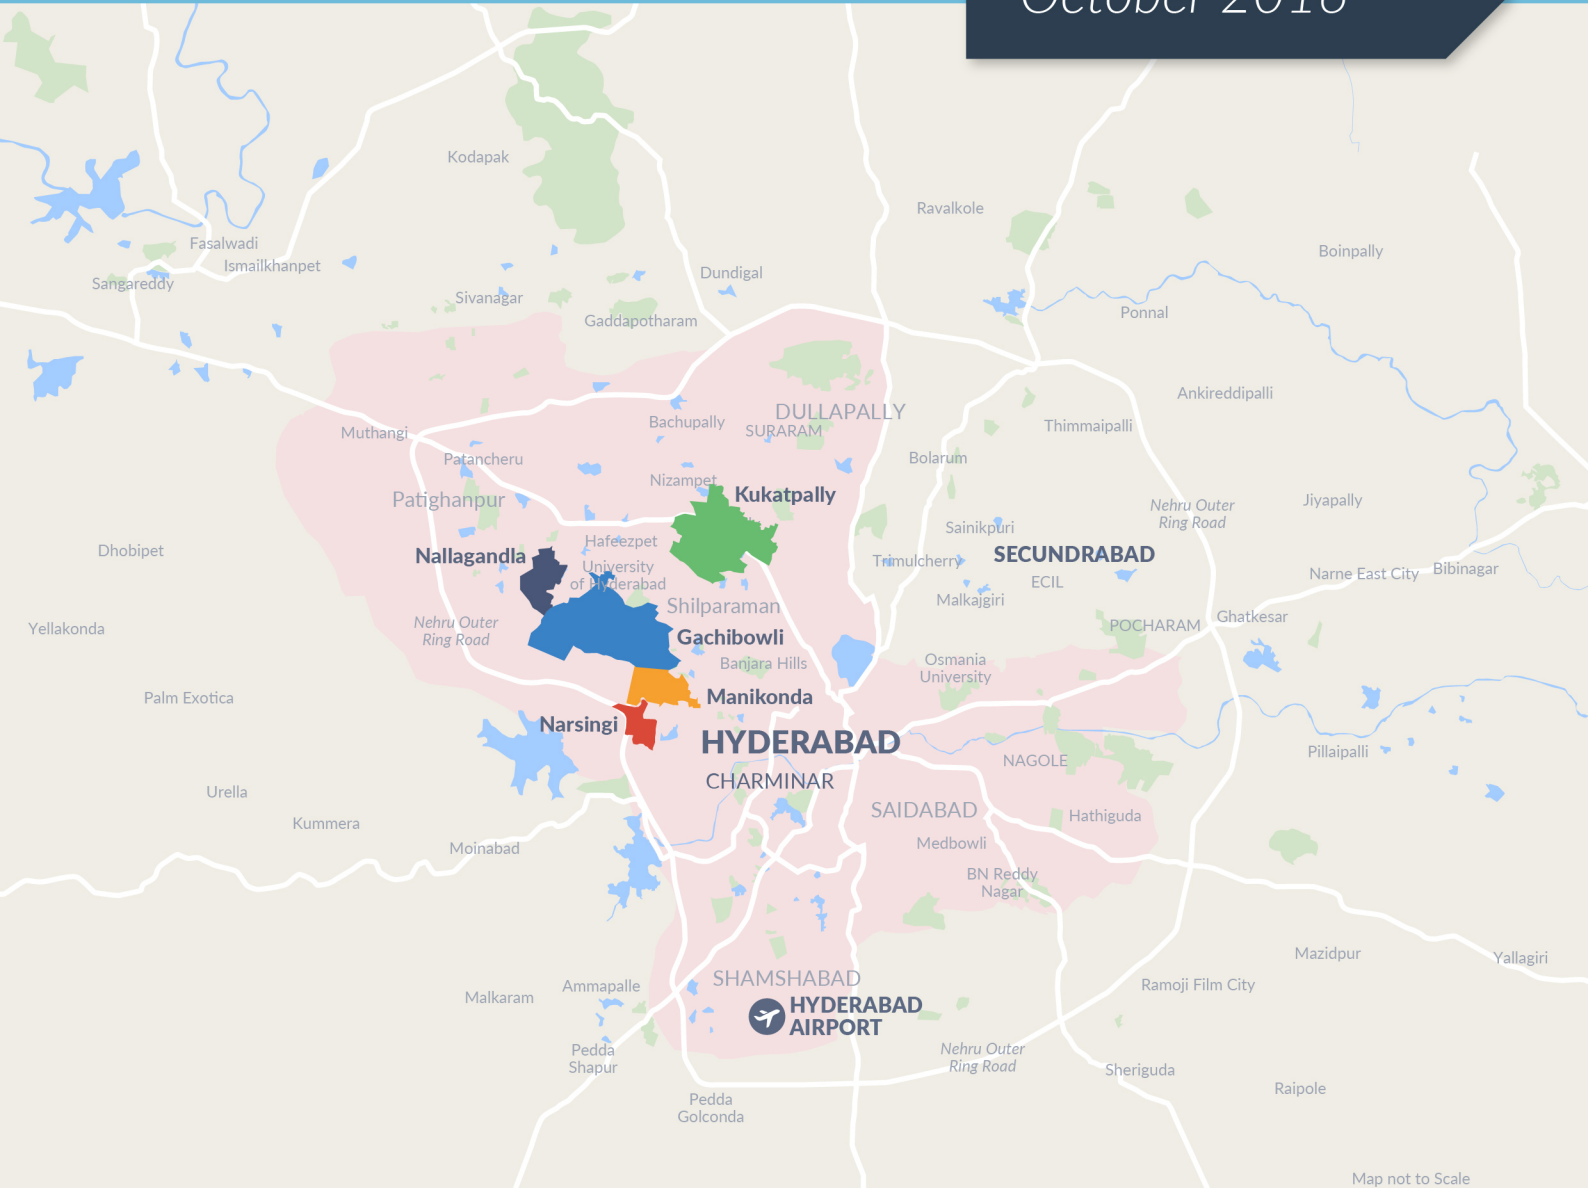 October 2018
Kodapak
Ravalkole
Fasalwadi
Boinpally
Ismailkhanpet
Dundigal
Sangareddy
Sivanagar
Ponnal
Gaddapotharam
Ankireddipalli
DULLAPALLY
Bachupally
SURARAM
Thimmaipalli
Muthangi
Patancheru
Bolarum
Nizampet
Kukatpally
Patighanpur
Jiyapally
Nehru Outer
Ring Road
Sainikpuri
Hafeezpet
Dhobipet
Nallagandla
SECUNDRABAD
Trimulcherry
University
of Hyderabad
Narne East City
Bibinagar
ECIL
Malkajgiri
Shilparaman
Ghatkesar
Nehru Outer
Ring Road
POCHARAM
Yellakonda
Gachibowli
Banjara Hills
Osmania
University
Palm Exotica
Manikonda
Narsingi
HYDERABAD
Pillaipalli
NAGOLE
CHARMINAR
Urella
SAIDABAD
Hathiguda
Kummera
Medbowli
Moinabad
BN Reddy
Nagar
Mazidpur
Yallagiri
SHAMSHABAD
Ammapalle
Ramoji Film City
Malkaram
HYDERABAD
AIRPORT
Pedda
Shapur
Nehru Outer
Ring Road
Sheriguda
Raipole
Pedda
Golconda
Map not to Scale